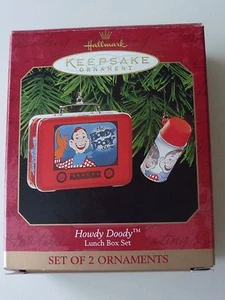 Hallmark
KEEPSAKE
ORNAMENT
HOWDY
DOODY
Howdy Doody™
Lunch Box Set
SET OF 2 ORNAMENTS